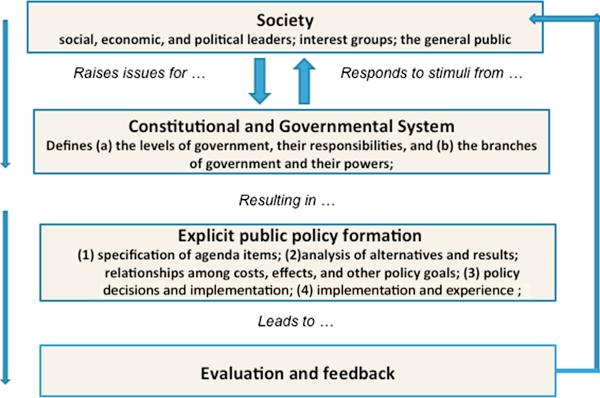 Society
social, economic, and political leaders; interest groups; the general public
Raises issues for …
Responds to stimuli from …
Constitutional and Governmental System
Defines (a) the levels of government, their responsibilities, and (b) the branches
of government and their powers;
Resulting in …
Explicit public policy formation
(1) specification of agenda items; (2)analysis of alternatives and results;
relationships among costs, effects, and other policy goals; (3) policy
decisions and implementation; (4) implementation and experience ;
Leads to …
Evaluation and feedback